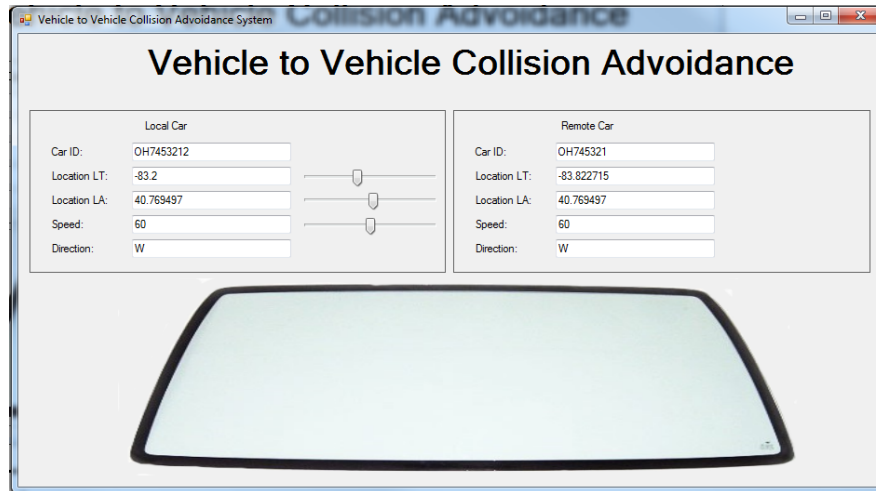 Vehicle to Vehicle Collision Advoidance System
Vehicle to Vehicle Collision Advoidance
Local Car
Car ID: OH7453212
Location LT: -83.2
Location LA: 40.769497
Speed: 60
Direction: W
Remote Car
Car ID: OH745321
Location LT: -83.822715
Location LA: 40.769497
Speed: 60
Direction: W